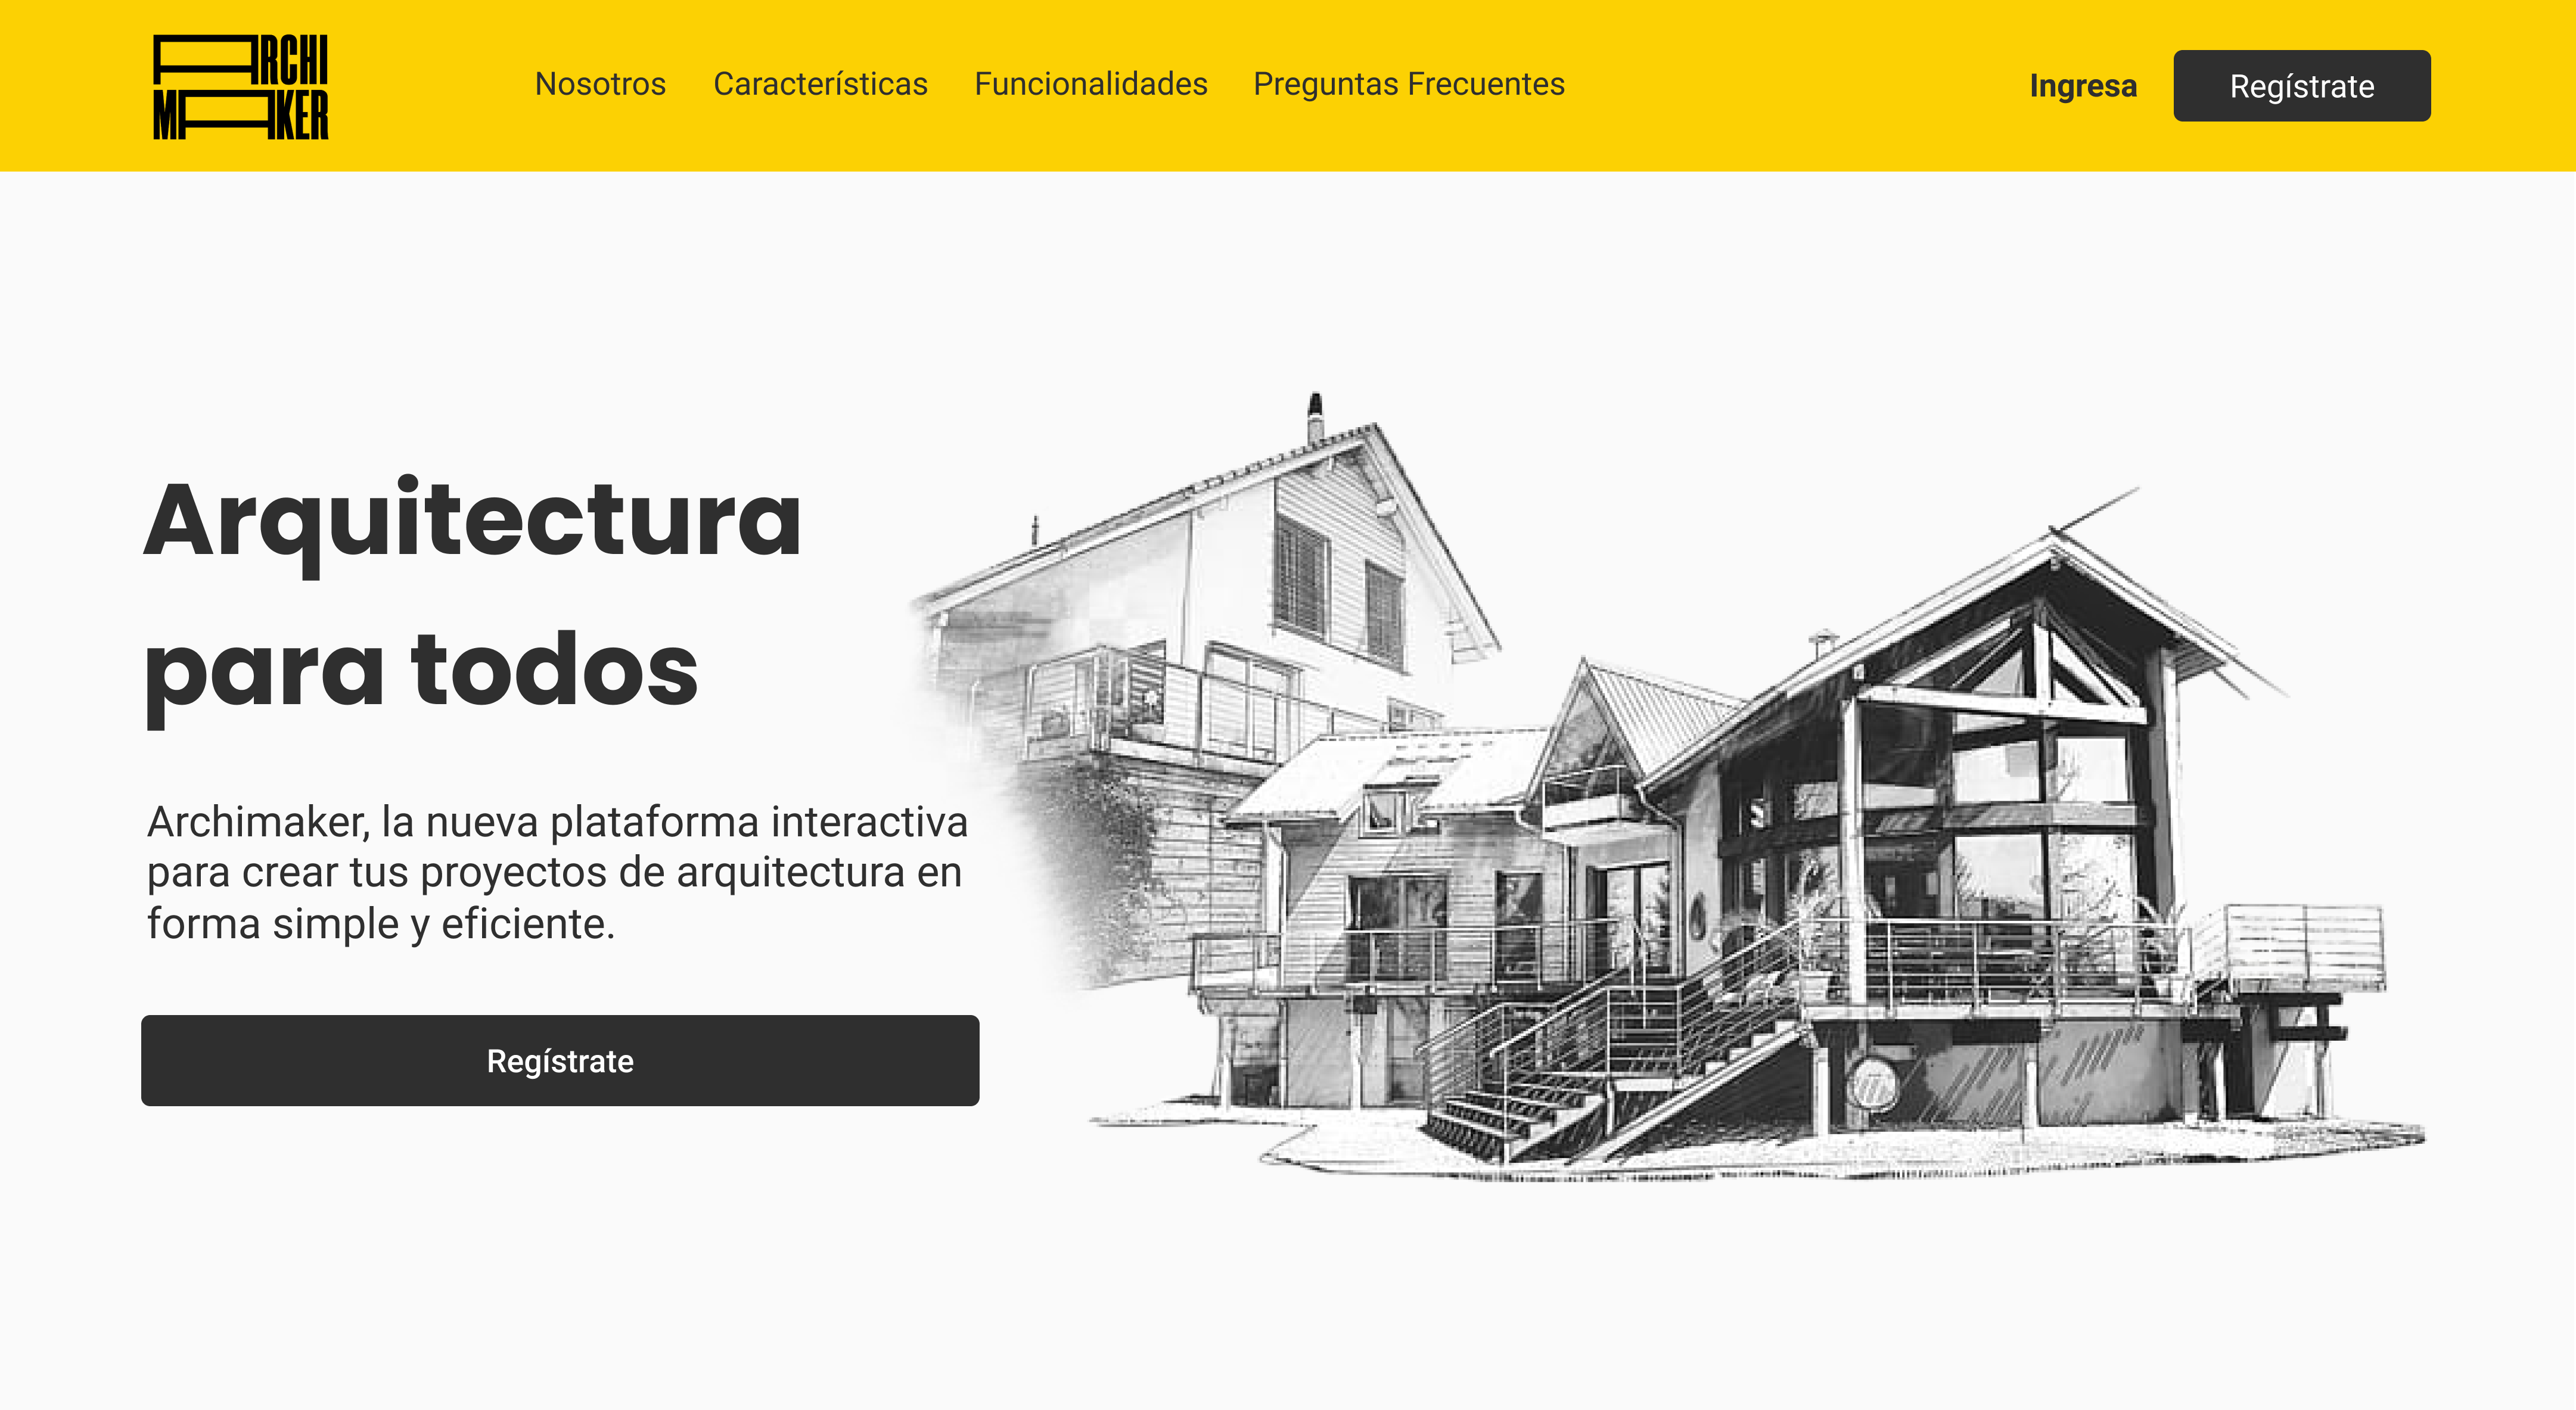 ARCHI
MAKER
Nosotros Características Funcionalidades Preguntas Frecuentes Ingresa Regístrate
Arquitectura
para todos
Archimaker, la nueva plataforma interactiva
para crear tus proyectos de arquitectura en
forma simple y eficiente.
Regístrate